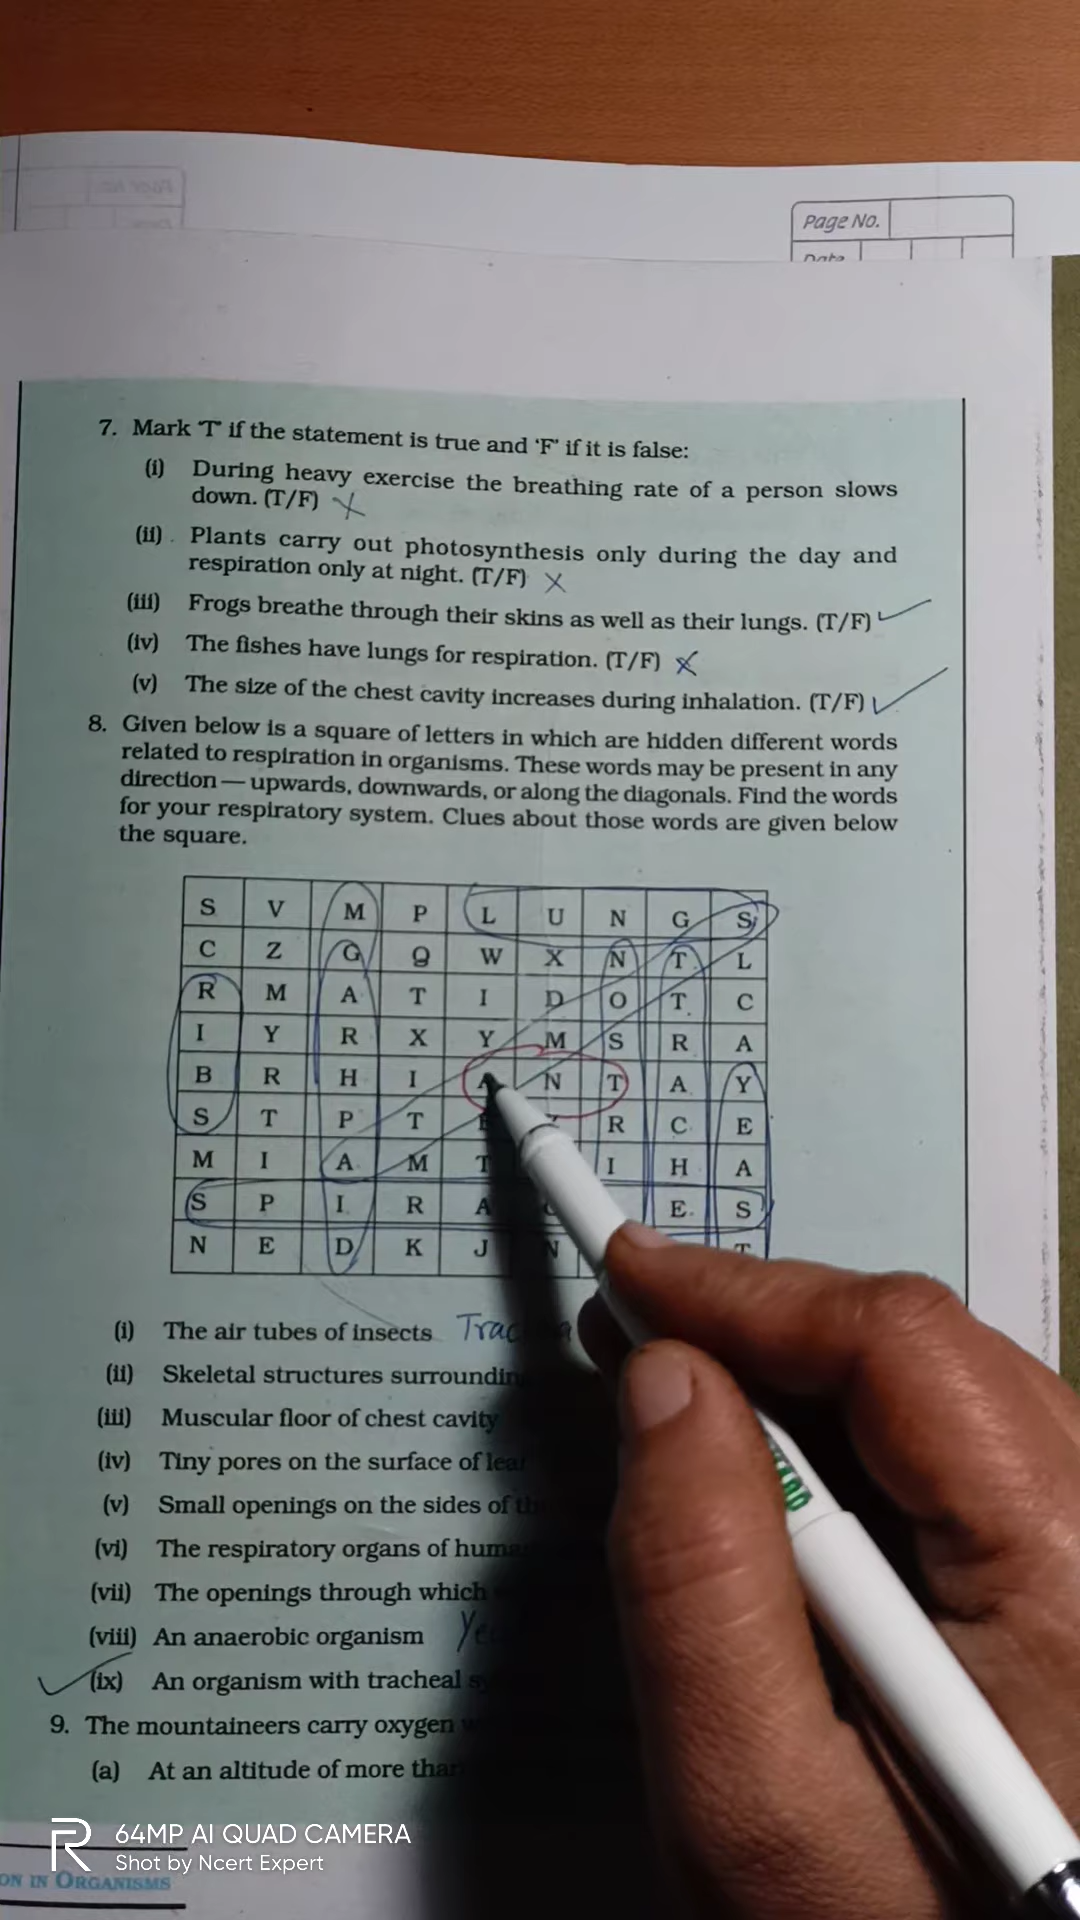 Page No.
Date
7. Mark 'T' if the statement is true and 'F' if it is false:
(i) During heavy exercise the breathing rate of a person slows
down. (T/F)
(ii) Plants carry out photosynthesis only during the day and
respiration only at night. (T/F)
(iii) Frogs breathe through their skins as well as their lungs. (T/F)
(iv) The fishes have lungs for respiration. (T/F)
(v) The size of the chest cavity increases during inhalation. (T/F)
8. Given below is a square of letters in which are hidden different words
related to respiration in organisms. These words may be present in any
direction — upwards, downwards, or along the diagonals. Find the words
for your respiratory system. Clues about those words are given below
the square.
S V M P L U N G S
C Z G Q W X N T L
R M A T I D O T C
I Y R X Y M S R A
B R H I A N T A Y
S T P T R C E
M I A M T I H A
S P I R A E S
N E D K J N T
(i) The air tubes of insects
(ii) Skeletal structures
(iii) Muscular floor of chest cavity
(iv) Tiny pores on the surface of
(v) Small openings on the sides of
(vi) The respiratory organs of
(vii) The openings through which
(viii) An anaerobic organism
(ix) An organism with tracheal
9. The mountaineers carry oxygen
(a) At an altitude of more
64MP AI QUAD CAMERA
Shot by Ncert Expert
IN ORGANISMS